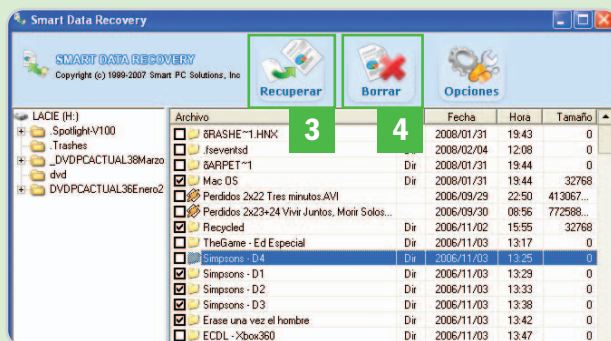 Smart Data Recovery
SMART DATA RECOVERY
Copyright (c) 1999-2007 Smart PC Solutions, Inc
Recuperar
Borrar
Opciones
3
4
LACIE (H:)
.Spotlight-V100
.Trashes
_DVDPCACTUAL38Marzo
dvd
DVDPCACTUAL36Enero2
Archivo Fecha Hora Tamaño
õRASHE~1.HNX 2008/01/31 19:43 0
.fseventsd Dir 2008/02/04 12:08 0
õARPET~1 Dir 2008/01/31 19:44 0
Mac OS Dir 2008/01/31 19:44 32768
Perdidos 2x22 Tres minutos.AVI 2006/09/29 22:50 413067...
Perdidos 2x23+24 Vivir Juntos, Morir Solos... 2006/09/30 08:56 772588...
Recycled Dir 2006/11/02 15:55 32768
TheGame - Ed Especial Dir 2006/11/03 13:17 0
Simpsons - D4 Dir 2006/11/03 13:25 0
Simpsons - D1 Dir 2006/11/03 13:29 0
Simpsons - D2 Dir 2006/11/03 13:33 0
Simpsons - D3 Dir 2006/11/03 13:38 0
Erase una vez el hombre Dir 2006/11/03 13:42 0
ECDL - Xbox360 Dir 2006/11/03 13:47 0